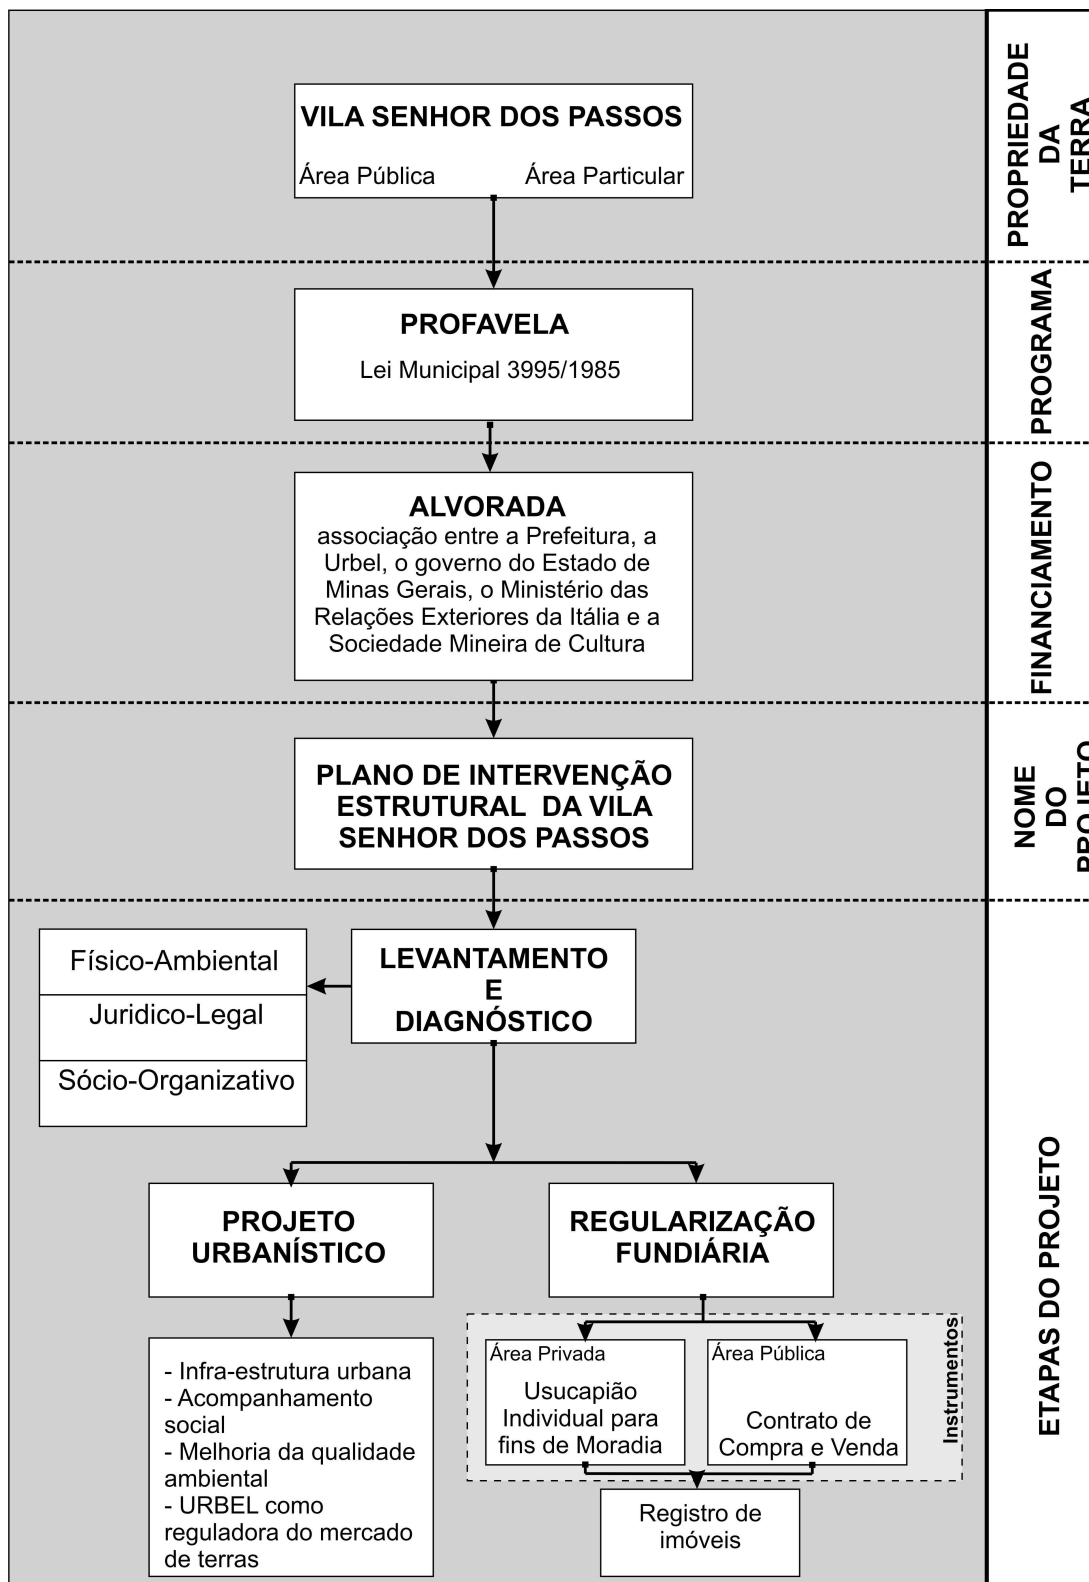 VILA SENHOR DOS PASSOS
Área Pública
Área Particular
PROPRIEDADE
DA
TERRA
PROFAVELA
Lei Municipal 3995/1985
PROGRAMA
ALVORADA
associação entre a Prefeitura, a
Urbel, o governo do Estado de
Minas Gerais, o Ministério das
Relações Exteriores da Itália e a
Sociedade Mineira de Cultura
FINANCIAMENTO
PLANO DE INTERVENÇÃO
ESTRUTURAL DA VILA
SENHOR DOS PASSOS
NOME
DO
PROJETO
LEVANTAMENTO
E
DIAGNÓSTICO
Físico-Ambiental
Juridico-Legal
Sócio-Organizativo
PROJETO
URBANÍSTICO
- Infra-estrutura urbana
- Acompanhamento
social
- Melhoria da qualidade
ambiental
- URBEL como
reguladora do mercado
de terras
REGULARIZAÇÃO
FUNDIÁRIA
Área Privada
Usucapião
Individual para
fins de Moradia
Área Pública
Contrato de
Compra e Venda
Instrumentos
Registro de
imóveis
ETAPAS DO PROJETO